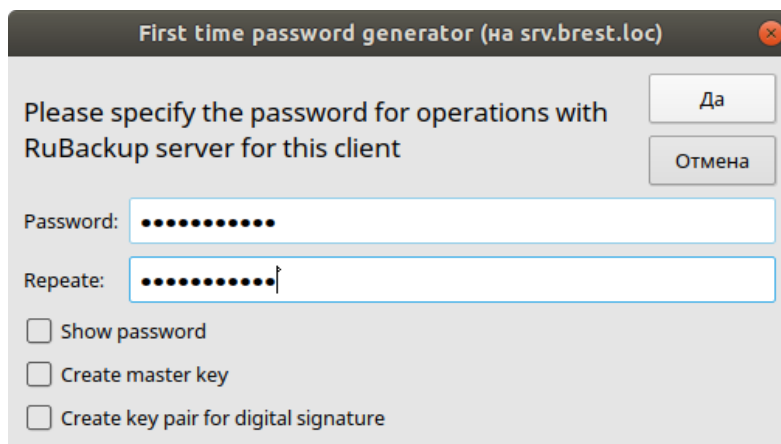 First time password generator (на srv.brest.loc)
Please specify the password for operations with
RuBackup server for this client
Да
Отмена
Password: ●●●●●●●●●●●
Repeate: ●●●●●●●●●●●
Show password
Create master key
Create key pair for digital signature